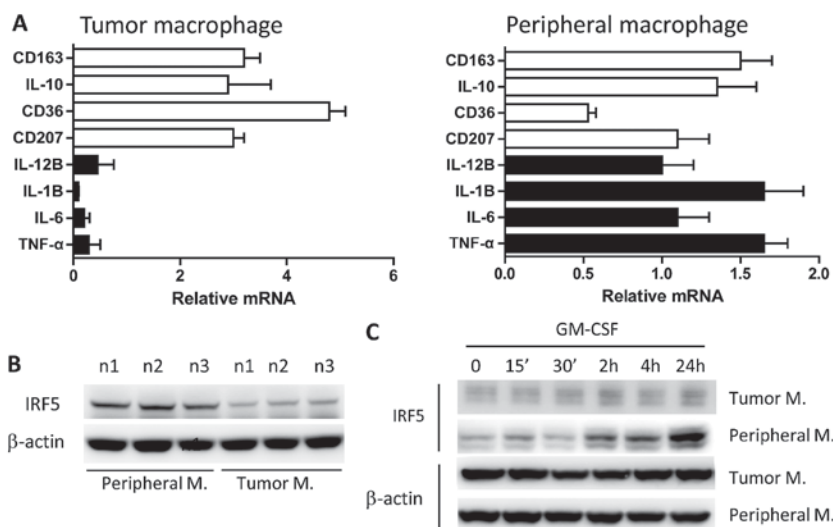 A
Tumor macrophage
CD163
IL-10
CD36
CD207
IL-12B
IL-1B
IL-6
TNF-α
0 2 4 6
Relative mRNA
Peripheral macrophage
CD163
IL-10
CD36
CD207
IL-12B
IL-1B
IL-6
TNF-α
0.0 0.5 1.0 1.5 2.0
Relative mRNA
B
n1 n2 n3 n1 n2 n3
IRF5
β-actin
Peripheral M. Tumor M.
C
GM-CSF
0 15’ 30’ 2h 4h 24h
IRF5
Tumor M.
Peripheral M.
β-actin
Tumor M.
Peripheral M.